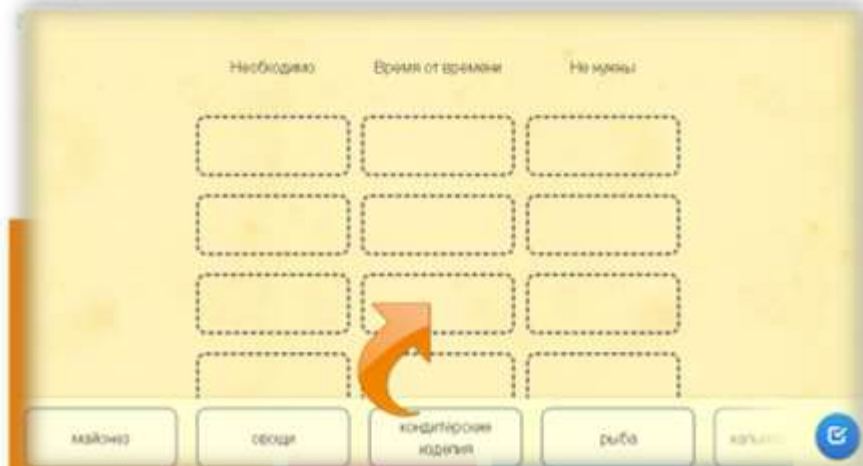 Необходимо
Время от времени
Не нужны
майонез
овощи
кондитерские
изделия
рыба